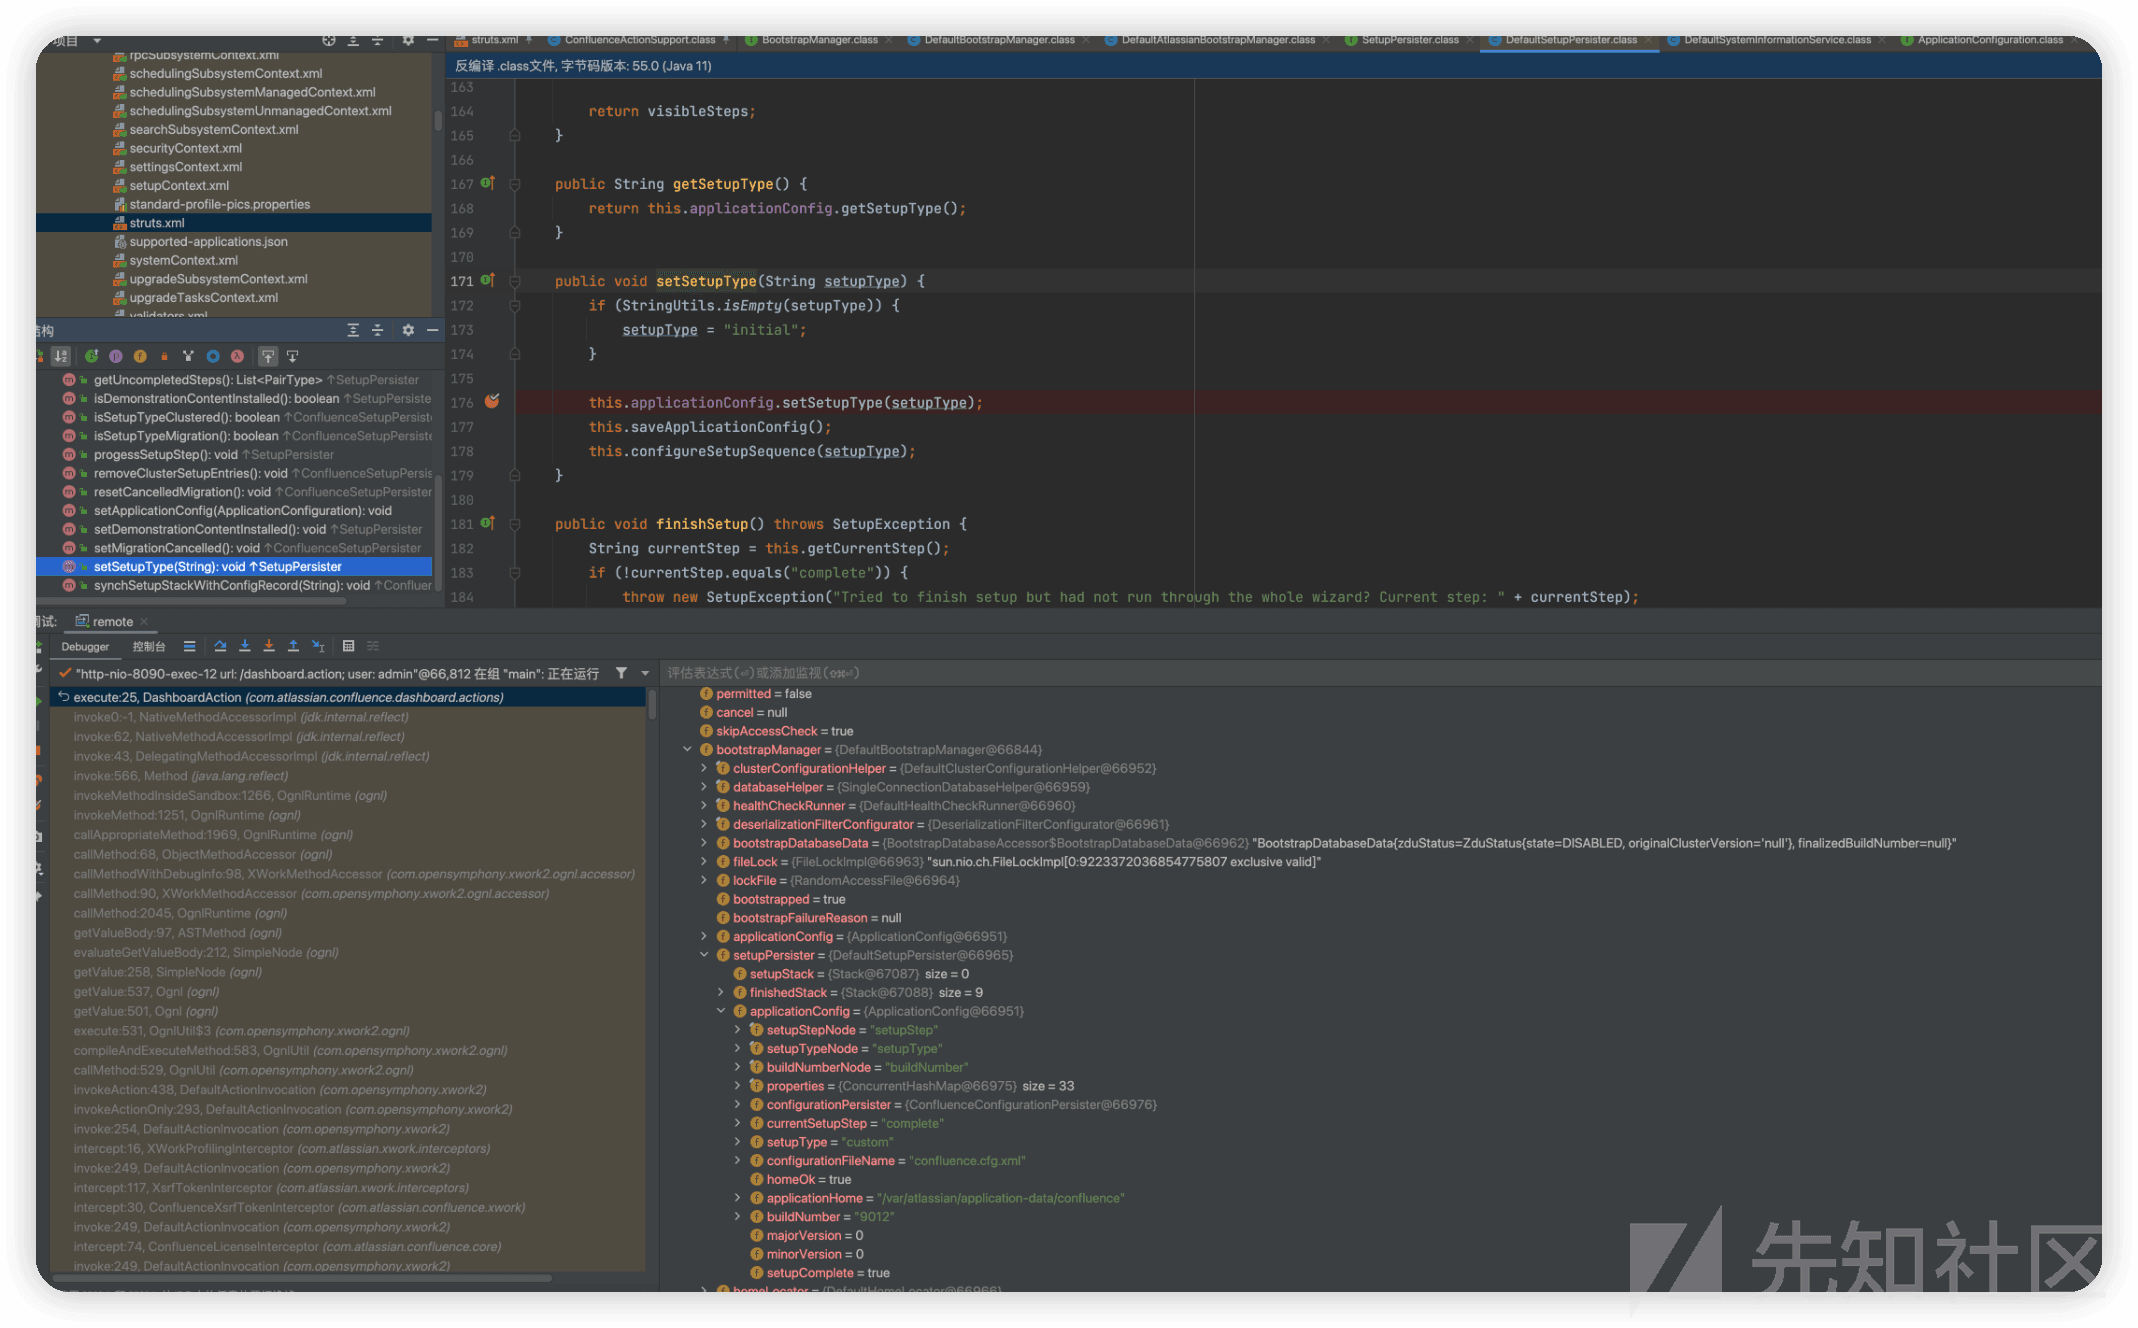 项目
struts.xml
ConfluenceActionSupport.class
BootstrapManager.class
DefaultBootstrapManager.class
DefaultAtlassianBootstrapManager.class
SetupPersister.class
DefaultSetupPersister.class
DefaultSystemInformationService.class
ApplicationConfiguration.class
rpcSubsystemContext.xml
schedulingSubsystemContext.xml
schedulingSubsystemManagedContext.xml
schedulingSubsystemUnmanagedContext.xml
searchSubsystemContext.xml
securityContext.xml
settingsContext.xml
setupContext.xml
standard-profile-pics.properties
struts.xml
supported-applications.json
systemContext.xml
upgradeSubsystemContext.xml
upgradeTasksContext.xml
validators.xml
结构
getUncompletedSteps(): List<PairType> ↑SetupPersister
isDemonstrationContentInstalled(): boolean ↑SetupPersiste
isSetupTypeClustered(): boolean ↑ConfluenceSetupPersist
isSetupTypeMigration(): boolean ↑ConfluenceSetupPersiste
progessSetupStep(): void ↑SetupPersister
removeClusterSetupEntries(): void ↑ConfluenceSetupPersis
resetCancelledMigration(): void ↑ConfluenceSetupPersister
setApplicationConfig(ApplicationConfiguration): void
setDemonstrationContentInstalled(): void ↑SetupPersister
setMigrationCancelled(): void ↑ConfluenceSetupPersister
setSetupType(String): void ↑SetupPersister
synchSetupStackWithConfigRecord(String): void ↑Confluer
反编译 .class文件, 字节码版本: 55.0 (Java 11)
163
164 return visibleSteps;
165 }
166
167 public String getSetupType() {
168 return this.applicationConfig.getSetupType();
169 }
170
171 public void setSetupType(String setupType) {
172 if (StringUtils.isEmpty(setupType)) {
173 setupType = "initial";
174 }
175
176 this.applicationConfig.setSetupType(setupType);
177 this.saveApplicationConfig();
178 this.configureSetupSequence(setupType);
179 }
180
181 public void finishSetup() throws SetupException {
182 String currentStep = this.getCurrentStep();
183 if (!currentStep.equals("complete")) {
184 throw new SetupException("Tried to finish setup but had not run through the whole wizard? Current step: " + currentStep);
调试: remote
Debugger 控制台
"http-nio-8090-exec-12 url: /dashboard.action; user: admin"@66,812 在组 "main": 正在运行
execute:25, DashboardAction (com.atlassian.confluence.dashboard.actions)
invoke0:-1, NativeMethodAccessorImpl (jdk.internal.reflect)
invoke:62, NativeMethodAccessorImpl (jdk.internal.reflect)
invoke:43, DelegatingMethodAccessorImpl (jdk.internal.reflect)
invoke:566, Method (java.lang.reflect)
invokeMethodInsideSandbox:1266, OgnlRuntime (ognl)
invokeMethod:1251, OgnlRuntime (ognl)
callAppropriateMethod:1969, OgnlRuntime (ognl)
callMethod:68, ObjectMethodAccessor (ognl)
callMethodWithDebugInfo:98, XWorkMethodAccessor (com.opensymphony.xwork2.ognl.accessor)
callMethod:90, XWorkMethodAccessor (com.opensymphony.xwork2.ognl.accessor)
callMethod:2045, OgnlRuntime (ognl)
getValueBody:97, ASTMethod (ognl)
evaluateGetValueBody:212, SimpleNode (ognl)
getValue:258, SimpleNode (ognl)
getValue:537, Ognl (ognl)
getValue:501, Ognl (ognl)
execute:531, OgnlUtil$3 (com.opensymphony.xwork2.ognl)
compileAndExecuteMethod:583, OgnlUtil (com.opensymphony.xwork2.ognl)
callMethod:529, OgnlUtil (com.opensymphony.xwork2.ognl)
invokeAction:438, DefaultActionInvocation (com.opensymphony.xwork2)
invokeActionOnly:293, DefaultActionInvocation (com.opensymphony.xwork2)
invoke:254, DefaultActionInvocation (com.opensymphony.xwork2)
intercept:16, XWorkProfilingInterceptor (com.atlassian.xwork.interceptors)
invoke:249, DefaultActionInvocation (com.opensymphony.xwork2)
intercept:117, XsrfTokenInterceptor (com.atlassian.xwork.interceptors)
intercept:30, ConfluenceXsrfTokenInterceptor (com.atlassian.confluence.xwork)
invoke:249, DefaultActionInvocation (com.opensymphony.xwork2)
intercept:74, ConfluenceLicenseInterceptor (com.atlassian.confluence.core)
invoke:249, DefaultActionInvocation (com.opensymphony.xwork2)
评估表达式(⏎)或添加监视(⇧⌘⏎)
permitted = false
cancel = null
skipAccessCheck = true
bootstrapManager = {DefaultBootstrapManager@66844}
clusterConfigurationHelper = {DefaultClusterConfigurationHelper@66952}
databaseHelper = {SingleConnectionDatabaseHelper@66959}
healthCheckRunner = {DefaultHealthCheckRunner@66960}
deserializationFilterConfigurator = {DeserializationFilterConfigurator@66961}
bootstrapDatabaseData = {BootstrapDatabaseAccessor$BootstrapDatabaseData@66962} "BootstrapDatabaseData{zduStatus=ZduStatus{state=DISABLED, originalClusterVersion='null'}, finalizedBuildNumber=null}"
fileLock = {FileLockImpl@66963} "sun.nio.ch.FileLockImpl[0:9223372036854775807 exclusive valid]"
lockFile = {RandomAccessFile@66964}
bootstrapped = true
bootstrapFailureReason = null
applicationConfig = {ApplicationConfig@66951}
setupPersister = {DefaultSetupPersister@66965}
setupStack = {Stack@67087} size = 0
finishedStack = {Stack@67088} size = 9
applicationConfig = {ApplicationConfig@66951}
setupStepNode = "setupStep"
setupTypeNode = "setupType"
buildNumberNode = "buildNumber"
properties = {ConcurrentHashMap@66975} size = 33
configurationPersister = {ConfluenceConfigurationPersister@66976}
currentSetupStep = "complete"
setupType = "custom"
configurationFileName = "confluence.cfg.xml"
homeOk = true
applicationHome = "/var/atlassian/application-data/confluence"
buildNumber = "9012"
majorVersion = 0
minorVersion = 0
setupComplete = true
homeLocator = {DefaultHomeLocator@66966}
先知社区